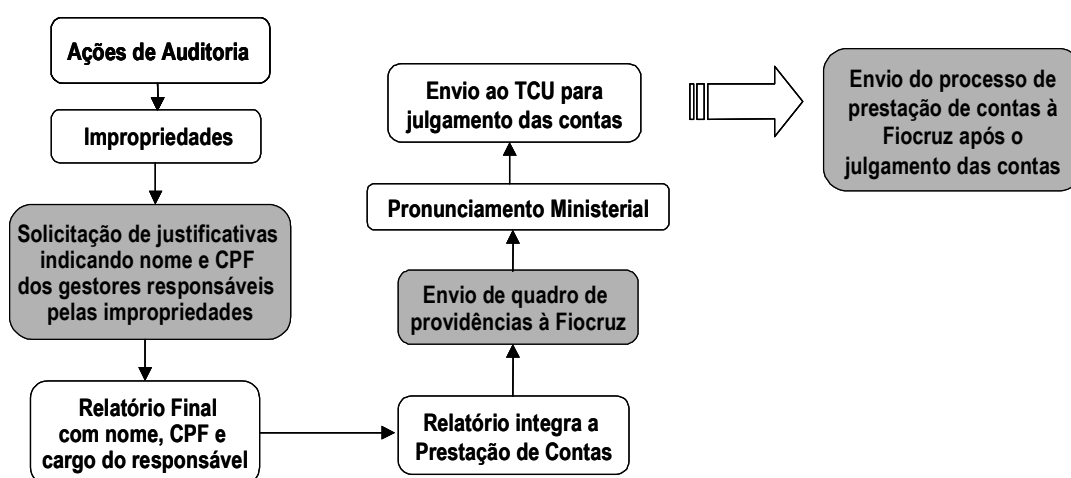 Ações de Auditoria
Impropriedades
Solicitação de justificativas
indicando nome e CPF
dos gestores responsáveis
pelas impropriedades
Relatório Final
com nome, CPF e
cargo do responsável
Relatório integra a
Prestação de Contas
Envio de quadro de
providências à Fiocruz
Pronunciamento Ministerial
Envio ao TCU para
julgamento das contas
Envio do processo de
prestação de contas à
Fiocruz após o
julgamento das contas